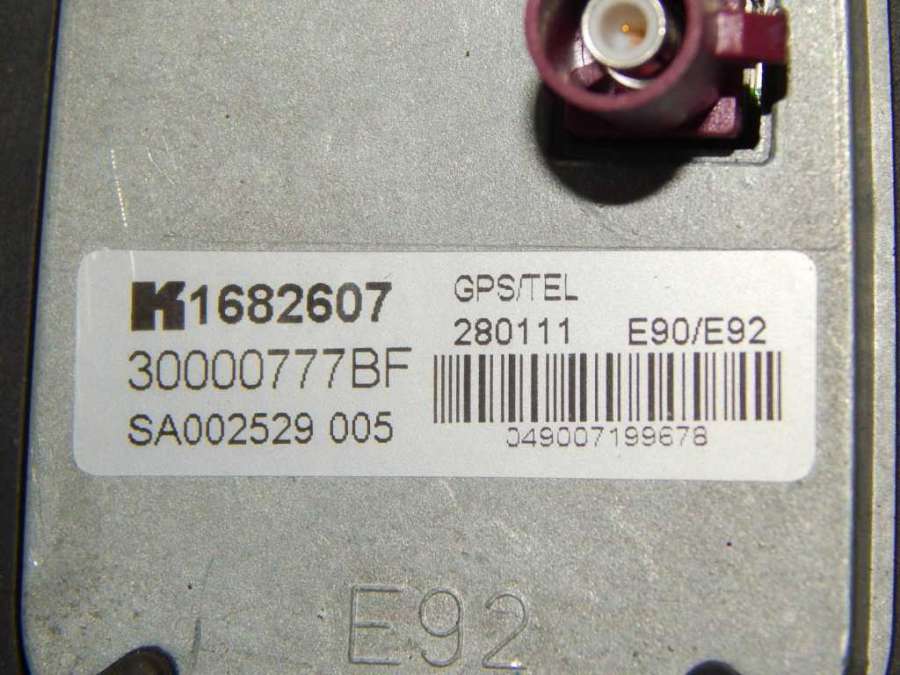 K1682607
30000777BF
SA002529 005
GPS/TEL
280111 E90/E92
049007199678
E92